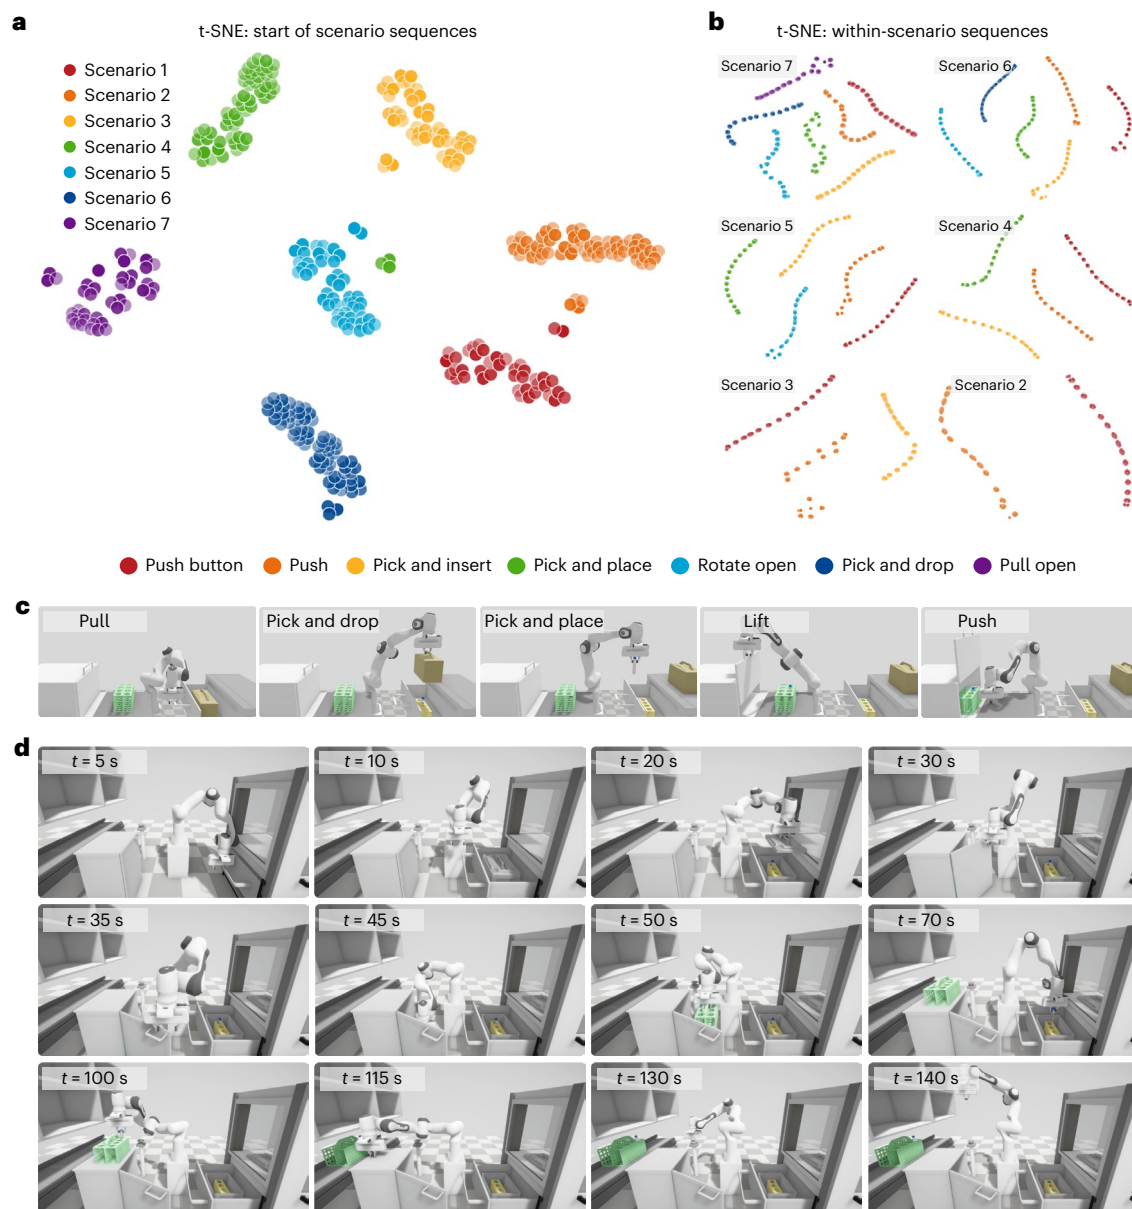 a
t-SNE: start of scenario sequences
Scenario 1
Scenario 2
Scenario 3
Scenario 4
Scenario 5
Scenario 6
Scenario 7
b
t-SNE: within-scenario sequences
Scenario 7
Scenario 6
Scenario 5
Scenario 4
Scenario 3
Scenario 2
Push button
Push
Pick and insert
Pick and place
Rotate open
Pick and drop
Pull open
c
Pull
Pick and drop
Pick and place
Lift
Push
d
t = 5 s
t = 10 s
t = 20 s
t = 30 s
t = 35 s
t = 45 s
t = 50 s
t = 70 s
t = 100 s
t = 115 s
t = 130 s
t = 140 s